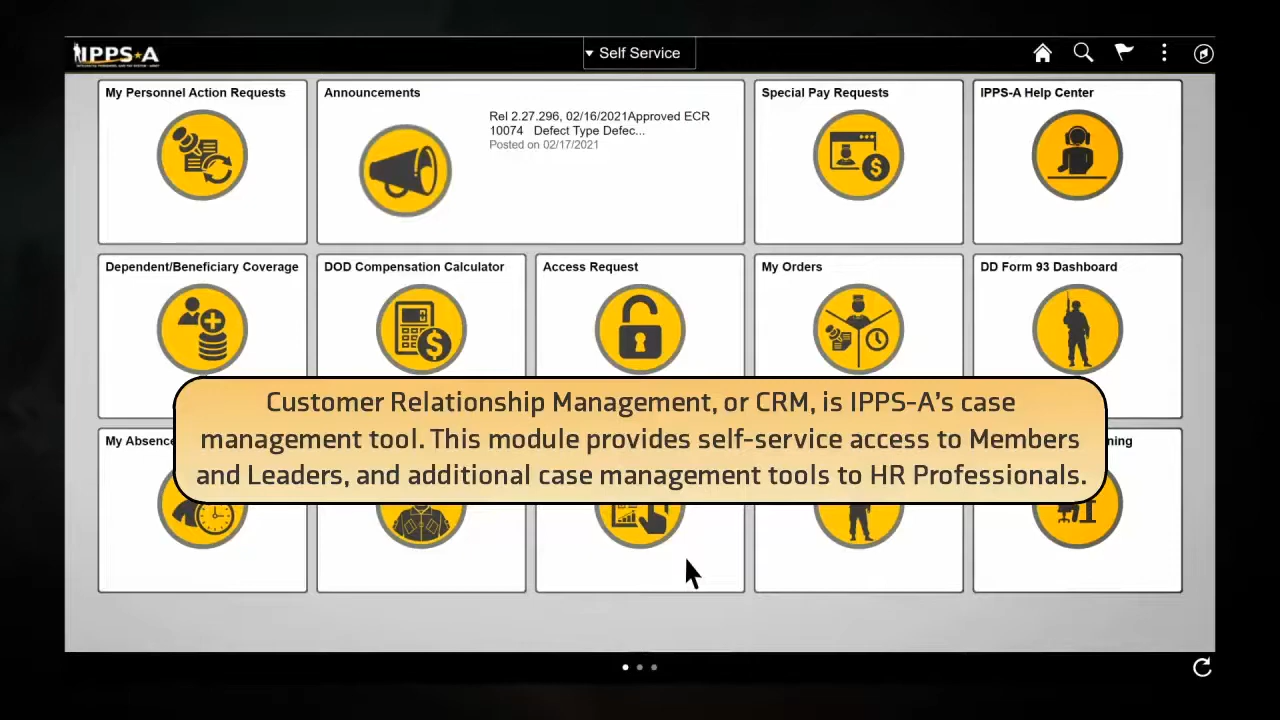 IPPS-A
Self Service
My Personnel Action Requests
Announcements
Rel 2.27.296, 02/16/2021Approved ECR
10074 Defect Type Defec...
Posted on 02/17/2021
Special Pay Requests
IPPS-A Help Center
Dependent/Beneficiary Coverage
DOD Compensation Calculator
Access Request
My Orders
DD Form 93 Dashboard
Customer Relationship Management, or CRM, is IPPS-A's case
management tool. This module provides self-service access to Members
and Leaders, and additional case management tools to HR Professionals.
My Absence